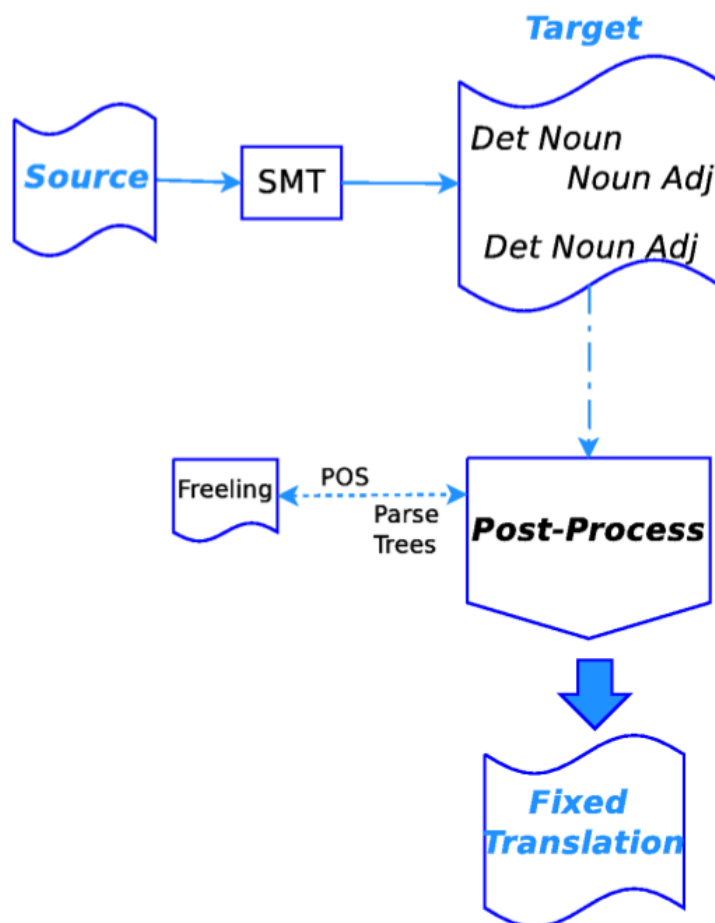 Target
Det Noun
Noun Adj
Source
SMT
Det Noun Adj
POS
Freeling
Parse
Trees
Post-Process
Fixed
Translation